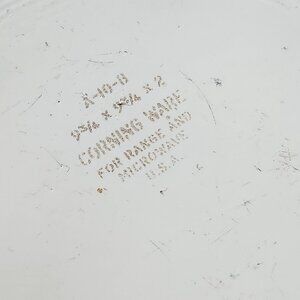 A-10-B
9¾ x 9¾ x 2
CORNING WARE
FOR RANGE AND
MICROWAVE
U.S.A.